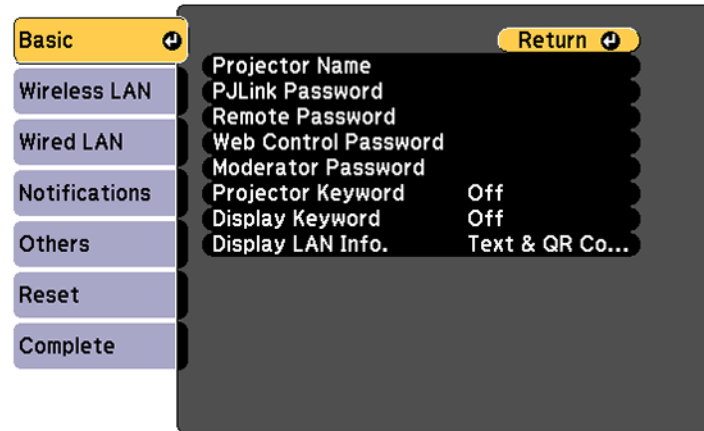 Basic
Wireless LAN
Wired LAN
Notifications
Others
Reset
Complete
Return
Projector Name
PJLink Password
Remote Password
Web Control Password
Moderator Password
Projector Keyword Off
Display Keyword Off
Display LAN Info. Text & QR Co...